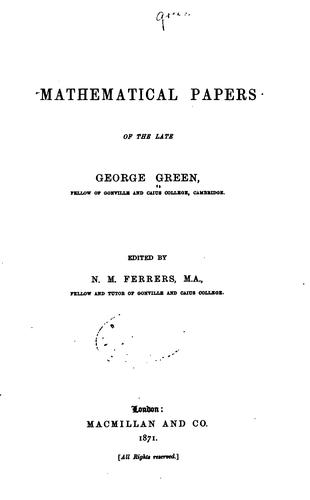 MATHEMATICAL PAPERS
OF THE LATE
GEORGE GREEN,
FELLOW OF GONVILLE AND CAIUS COLLEGE, CAMBRIDGE.
EDITED BY
N. M. FERRERS, M.A.,
FELLOW AND TUTOR OF GONVILLE AND CAIUS COLLEGE.
London:
MACMILLAN AND CO.
1871.
[All Rights reserved.]